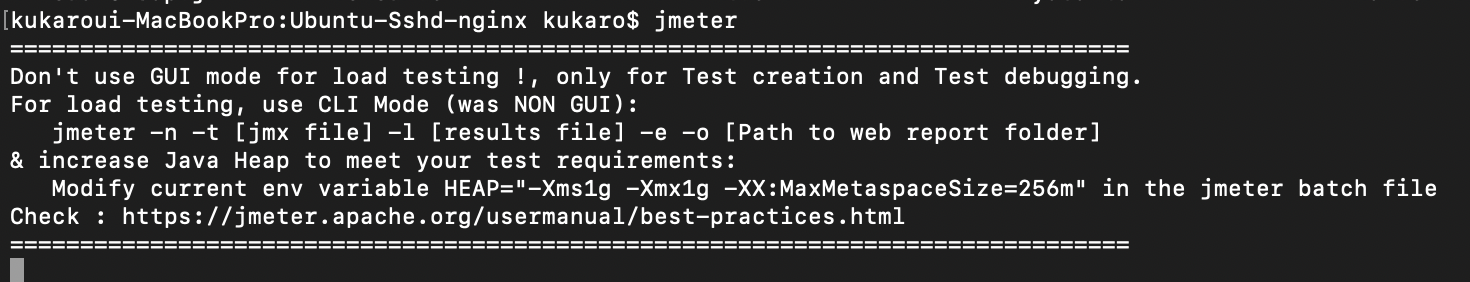 [kukaroui-MacBookPro:Ubuntu-Sshd-nginx kukaro$ jmeter
================================================================================
Don't use GUI mode for load testing !, only for Test creation and Test debugging.
For load testing, use CLI Mode (was NON GUI):
   jmeter -n -t [jmx file] -l [results file] -e -o [Path to web report folder]
& increase Java Heap to meet your test requirements:
   Modify current env variable HEAP="-Xms1g -Xmx1g -XX:MaxMetaspaceSize=256m" in the jmeter batch file
Check : https://jmeter.apache.org/usermanual/best-practices.html
================================================================================